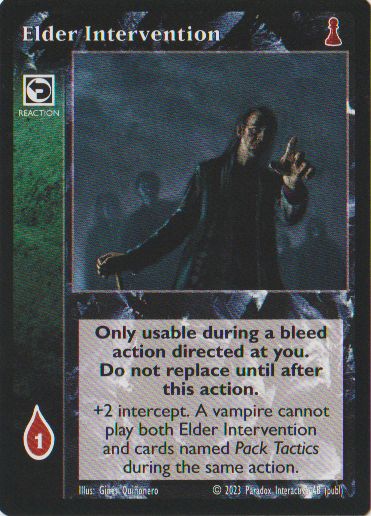 Elder Intervention
REACTION
Only usable during a bleed
action directed at you.
Do not replace until after
this action.
+2 intercept. A vampire cannot
play both Elder Intervention
and cards named Pack Tactics
during the same action.
1
Illus: Ginés Quiñonero © 2023 Paradox Interactive AB (publ)